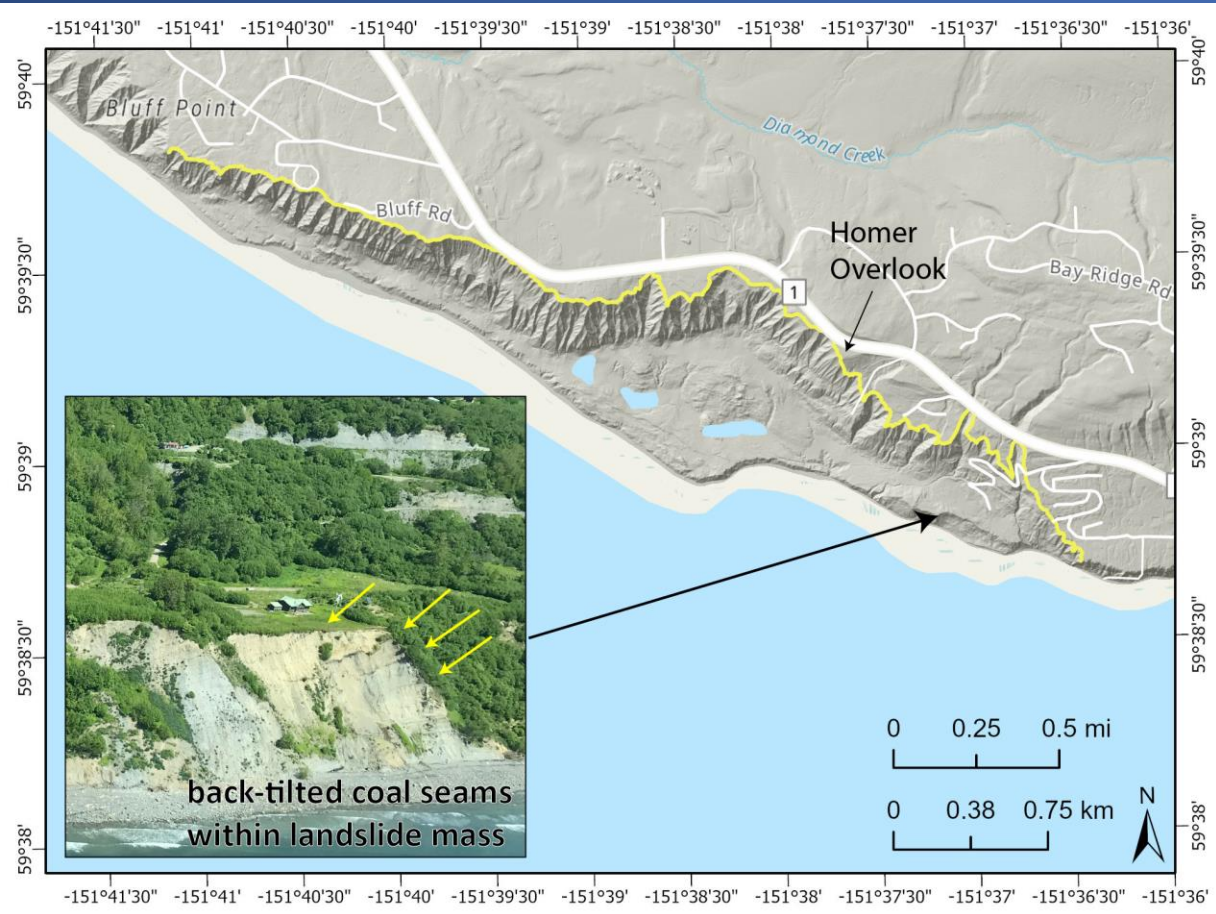 -151°41'30" -151°41' -151°40'30" -151°40' -151°39'30" -151°39' -151°38'30" -151°38' -151°37'30" -151°37' -151°36'30" -151°36'
59°40'
59°40'
Bluff Point
Diamond Creek
Bluff Rd
Homer
Overlook
59°39'30"
59°39'30"
Bay Ridge Rd
1
59°39'
59°39'
59°38'30"
59°38'30"
back-tilted coal seams
within landslide mass
0 0.25 0.5 mi
0 0.38 0.75 km
N
59°38'
59°38'
-151°41'30" -151°41' -151°40'30" -151°40' -151°39'30" -151°39' -151°38'30" -151°38' -151°37'30" -151°37' -151°36'30" -151°36'